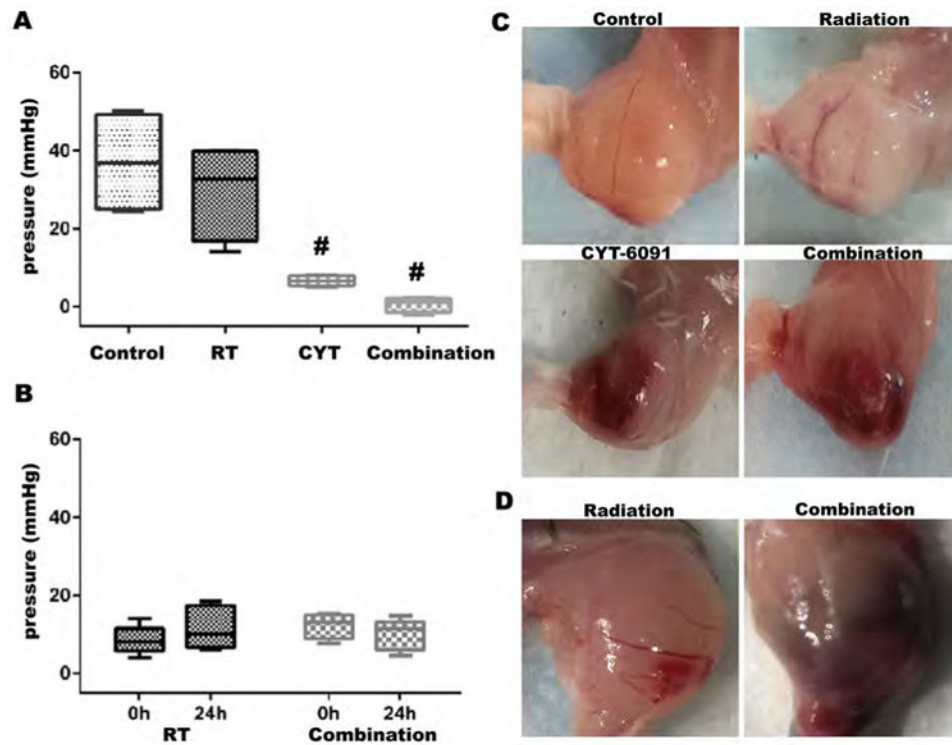 A
60
40
20
0
pressure (mmHg)
#
#
Control RT CYT Combination
B
60
40
20
0
pressure (mmHg)
0h 24h 0h 24h
RT Combination
C
Control Radiation
CYT-6091 Combination
D
Radiation Combination